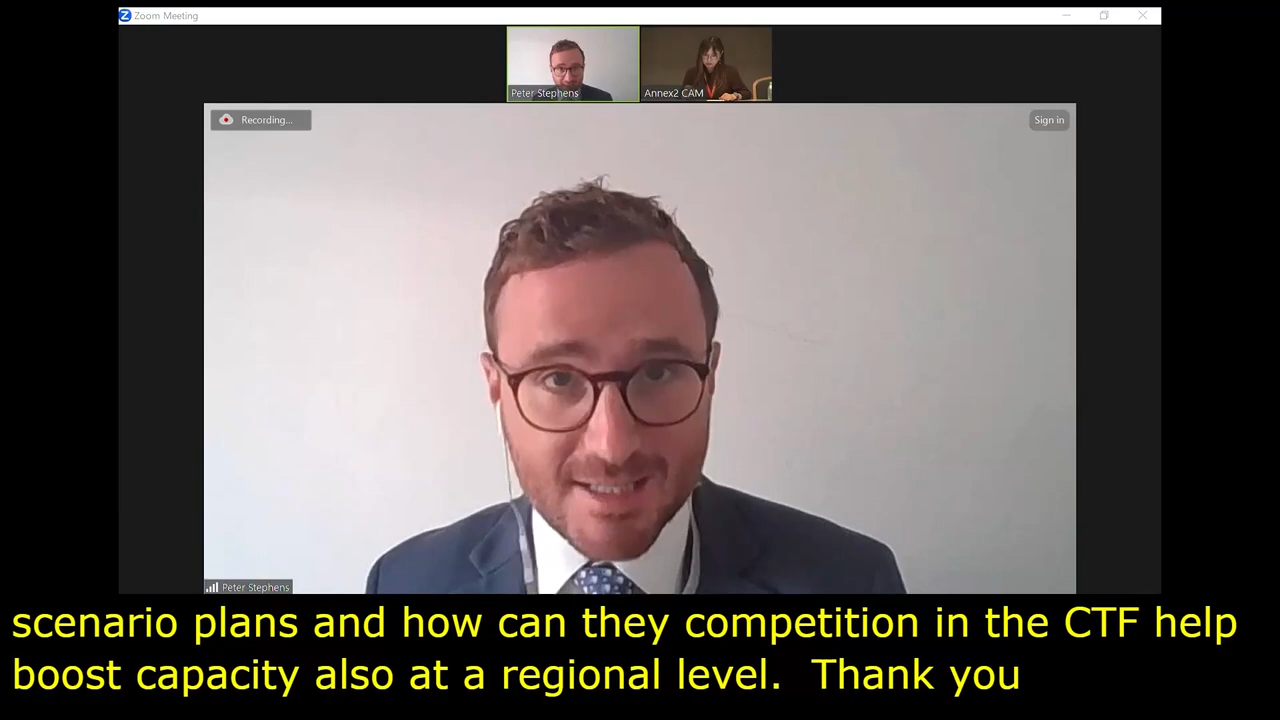 Zoom Meeting
Peter Stephens
Annex2 CAM
Recording...
Sign in
Peter Stephens
scenario plans and how can they competition in the CTF help
boost capacity also at a regional level.  Thank you